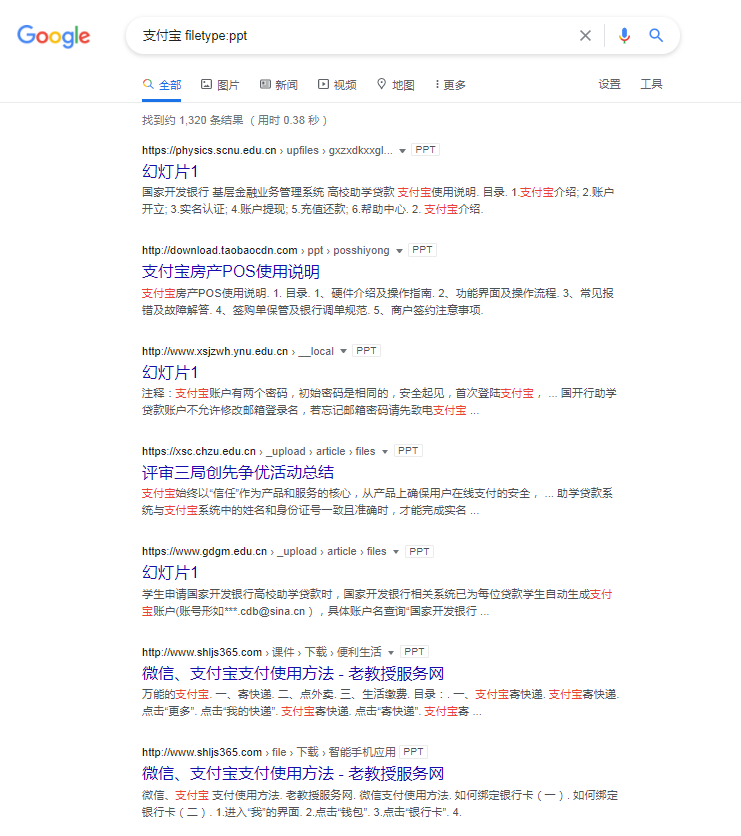 Google
支付宝 filetype:ppt
全部 图片 新闻 视频 地图 更多 设置 工具
找到约 1,320 条结果 （用时 0.38 秒）
https://physics.scnu.edu.cn › upfiles › gxzxdkxxgl... PPT
幻灯片1
国家开发银行 基层金融业务管理系统 高校助学贷款 支付宝使用说明. 目录. 1.支付宝介绍; 2.账户
开立; 3.实名认证; 4.账户提现; 5.充值还款; 6.帮助中心. 2. 支付宝介绍.
http://download.taobaocdn.com › ppt › posshiyong PPT
支付宝房产POS使用说明
支付宝房产POS使用说明. 1. 目录. 1、硬件介绍及操作指南. 2、功能界面及操作流程. 3、常见报
错及故障解答. 4、签购单保管及银行调单规范. 5、商户签约注意事项.
http://www.xsjzwh.ynu.edu.cn › __local PPT
幻灯片1
注释：支付宝账户有两个密码，初始密码是相同的，安全起见，首次登陆支付宝， ... 国开行助学
贷款账户不允许修改邮箱登录名，若忘记邮箱密码请先致电支付宝 ...
https://xsc.chzu.edu.cn › _upload › article › files PPT
评审三局创先争优活动总结
支付宝始终以“信任”作为产品和服务的核心，从产品上确保用户在线支付的安全， ... 助学贷款系
统与支付宝系统中的姓名和身份证号一致且准确时，才能完成实名 ...
https://www.gdgm.edu.cn › _upload › article › files PPT
幻灯片1
学生申请国家开发银行高校助学贷款时，国家开发银行相关系统已为每位贷款学生自动生成支付
宝账户(账号形如***.cdb@sina.cn ），具体账户名查询“国家开发银行 ...
http://www.shljs365.com › 课件 › 下载 › 便利生活 PPT
微信、支付宝支付使用方法 - 老教授服务网
万能的支付宝. 一、寄快递. 二、点外卖. 三、生活缴费. 目录：. 一、支付宝寄快递. 支付宝寄快递.
点击“更多”. 点击“我的快递”. 支付宝寄快递. 点击“寄快递”. 支付宝寄 ...
http://www.shljs365.com › file › 下载 › 智能手机应用 PPT
微信、支付宝支付使用方法 - 老教授服务网
微信、支付宝 支付使用方法. 老教授服务网. 微信支付使用方法. 如何绑定银行卡（一）. 如何绑定
银行卡（二）. 1.进入“我”的界面. 2.点击“钱包”. 3.点击“银行卡”. 4.